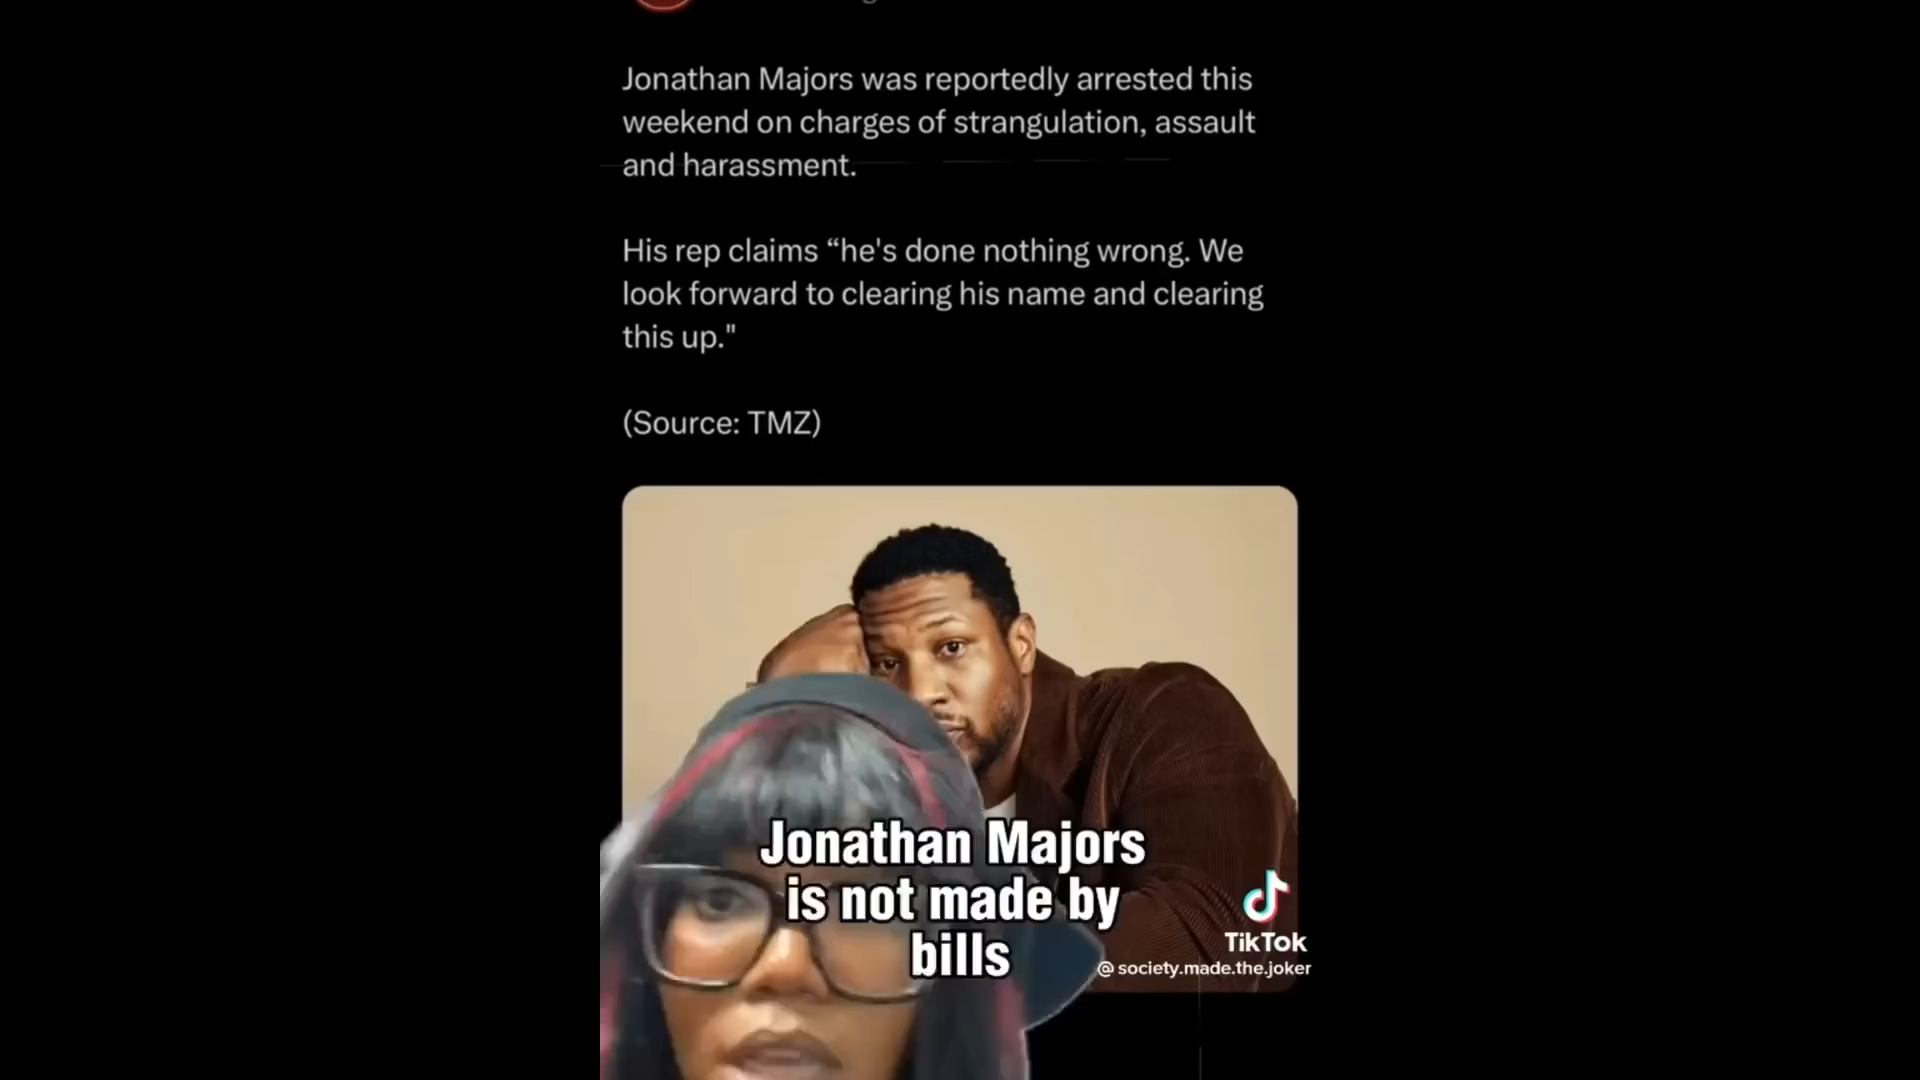 Jonathan Majors was reportedly arrested this
weekend on charges of strangulation, assault
and harassment.
His rep claims “he's done nothing wrong. We
look forward to clearing his name and clearing
this up."
(Source: TMZ)
Jonathan Majors
is not made by
bills
TikTok
@society.made.the.joker